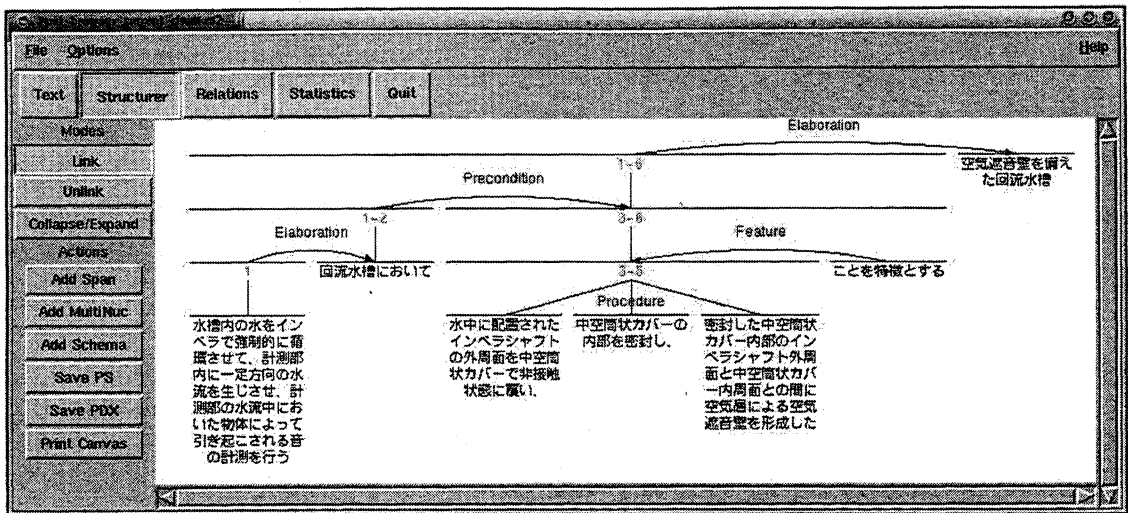 File Options Help
Text Structurer Relations Statistics Quit
Modes
Link
Unlink
Collapse/Expand
Actions
Add Span
Add MultiNuc
Add Schema
Save PS
Save PDX
Print Canvas
Elaboration
1-6
空気遮音壁を備え
た回流水槽
Precondition
1-2
3-6
Elaboration
Feature
1
回流水槽において
3-5
ことを特徴とする
Procedure
水槽内の水をイン
ペラで強制的に循
環させて、計測部
内に一定方向の水
流を生じさせ、計
測部の水流中にお
いた物体によって
引き起こされる音
の計測を行う
水中に配置された
インペラシャフト
の外周面を中空筒
状カバーで非接触
状態に覆い、
中空筒状カバーの
内部を密封し、
密封した中空筒状
カバー内部のイン
ペラシャフト外周
面と中空筒状カバ
ー内周面との間に
空気層による空気
遮音壁を形成した